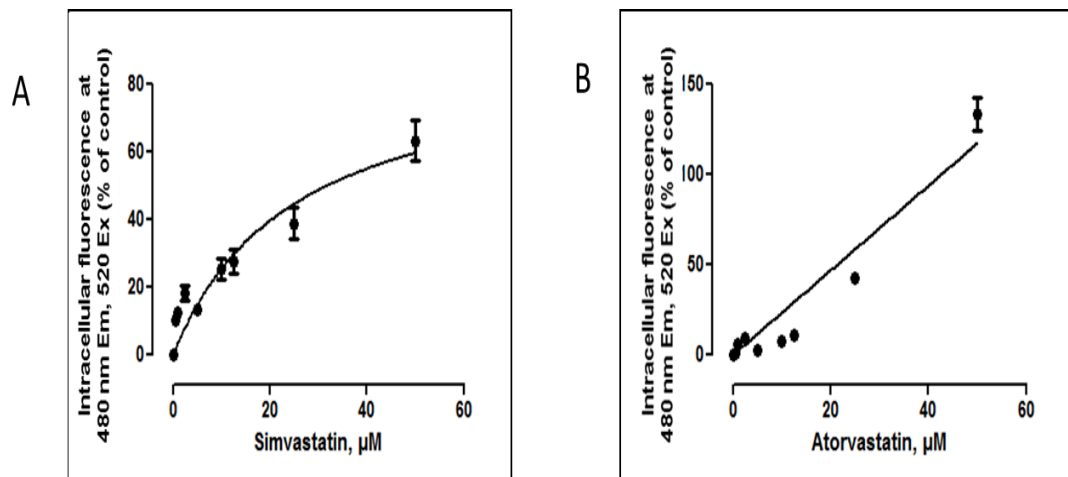 A
Intracellular fluorescence at
480 nm Em, 520 Ex (% of control)
80
60
40
20
0
0 20 40 60
Simvastatin, µM
B
Intracellular fluorescence at
480 nm Em, 520 Ex (% of control)
150
100
50
0
0 20 40 60
Atorvastatin, µM